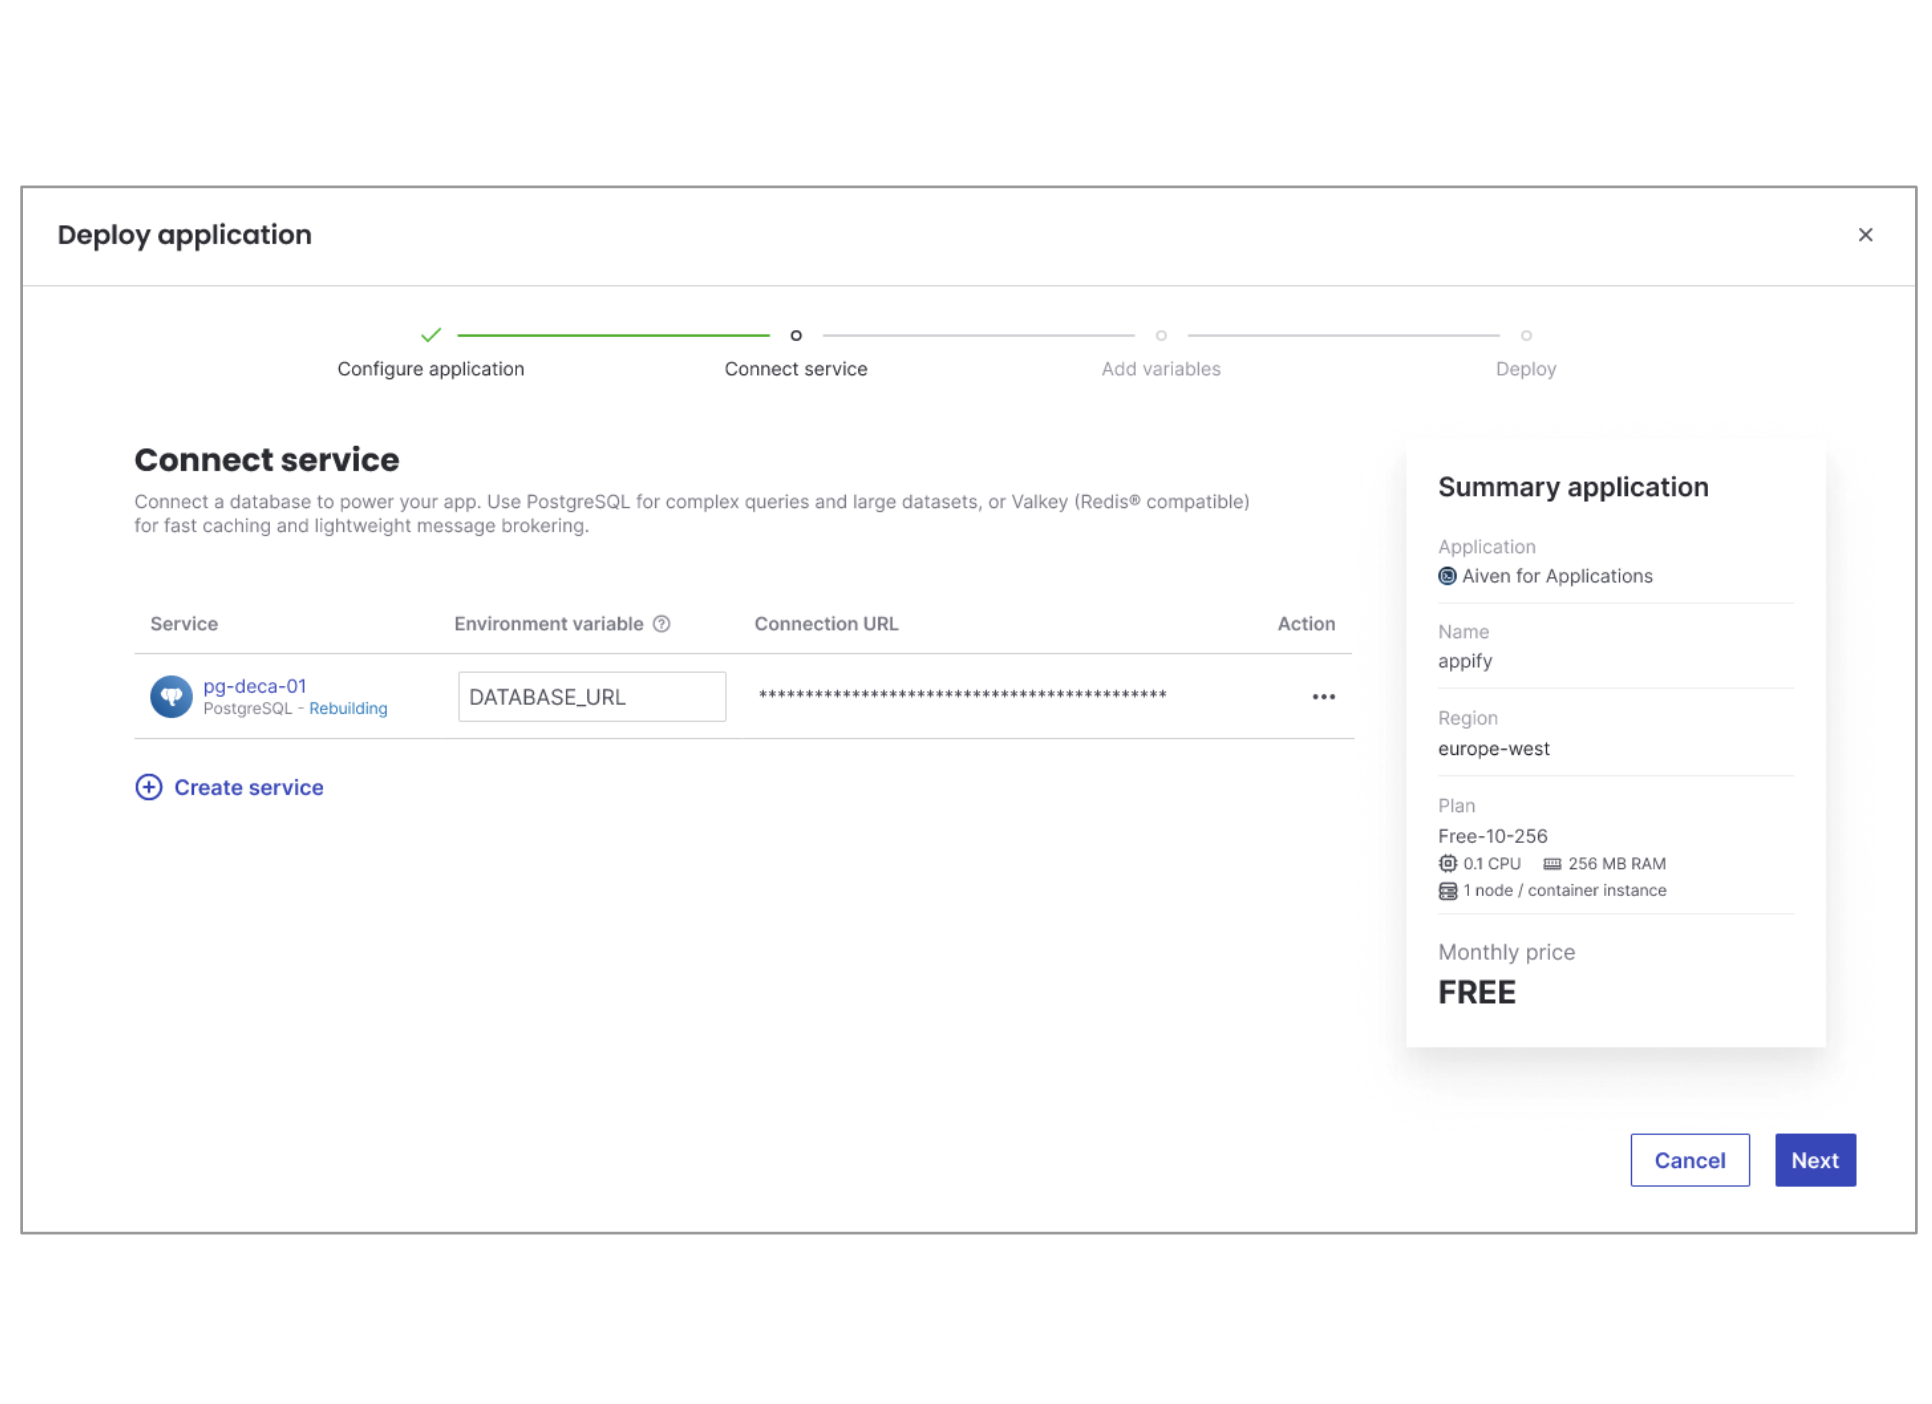 Deploy application
Configure application
Connect service
Add variables
Deploy
Connect service
Connect a database to power your app. Use PostgreSQL for complex queries and large datasets, or Valkey (Redis® compatible)
for fast caching and lightweight message brokering.
Service Environment variable Connection URL Action
pg-deca-01
PostgreSQL - Rebuilding
DATABASE_URL
********************************************
Create service
Summary application
Application
Aiven for Applications
Name
appify
Region
europe-west
Plan
Free-10-256
0.1 CPU 256 MB RAM
1 node / container instance
Monthly price
FREE
Cancel
Next